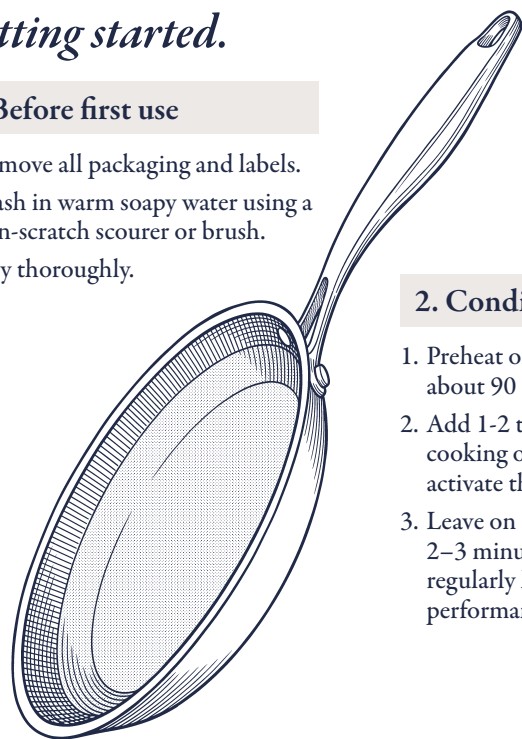 tting started.
Before first use
move all packaging and labels.
ash in warm soapy water using a
n-scratch scourer or brush.
y thoroughly.
2. Condi
1. Preheat o
about 90
2. Add 1-2 t
cooking o
activate th
3. Leave on
2–3 minu
regularly
performa